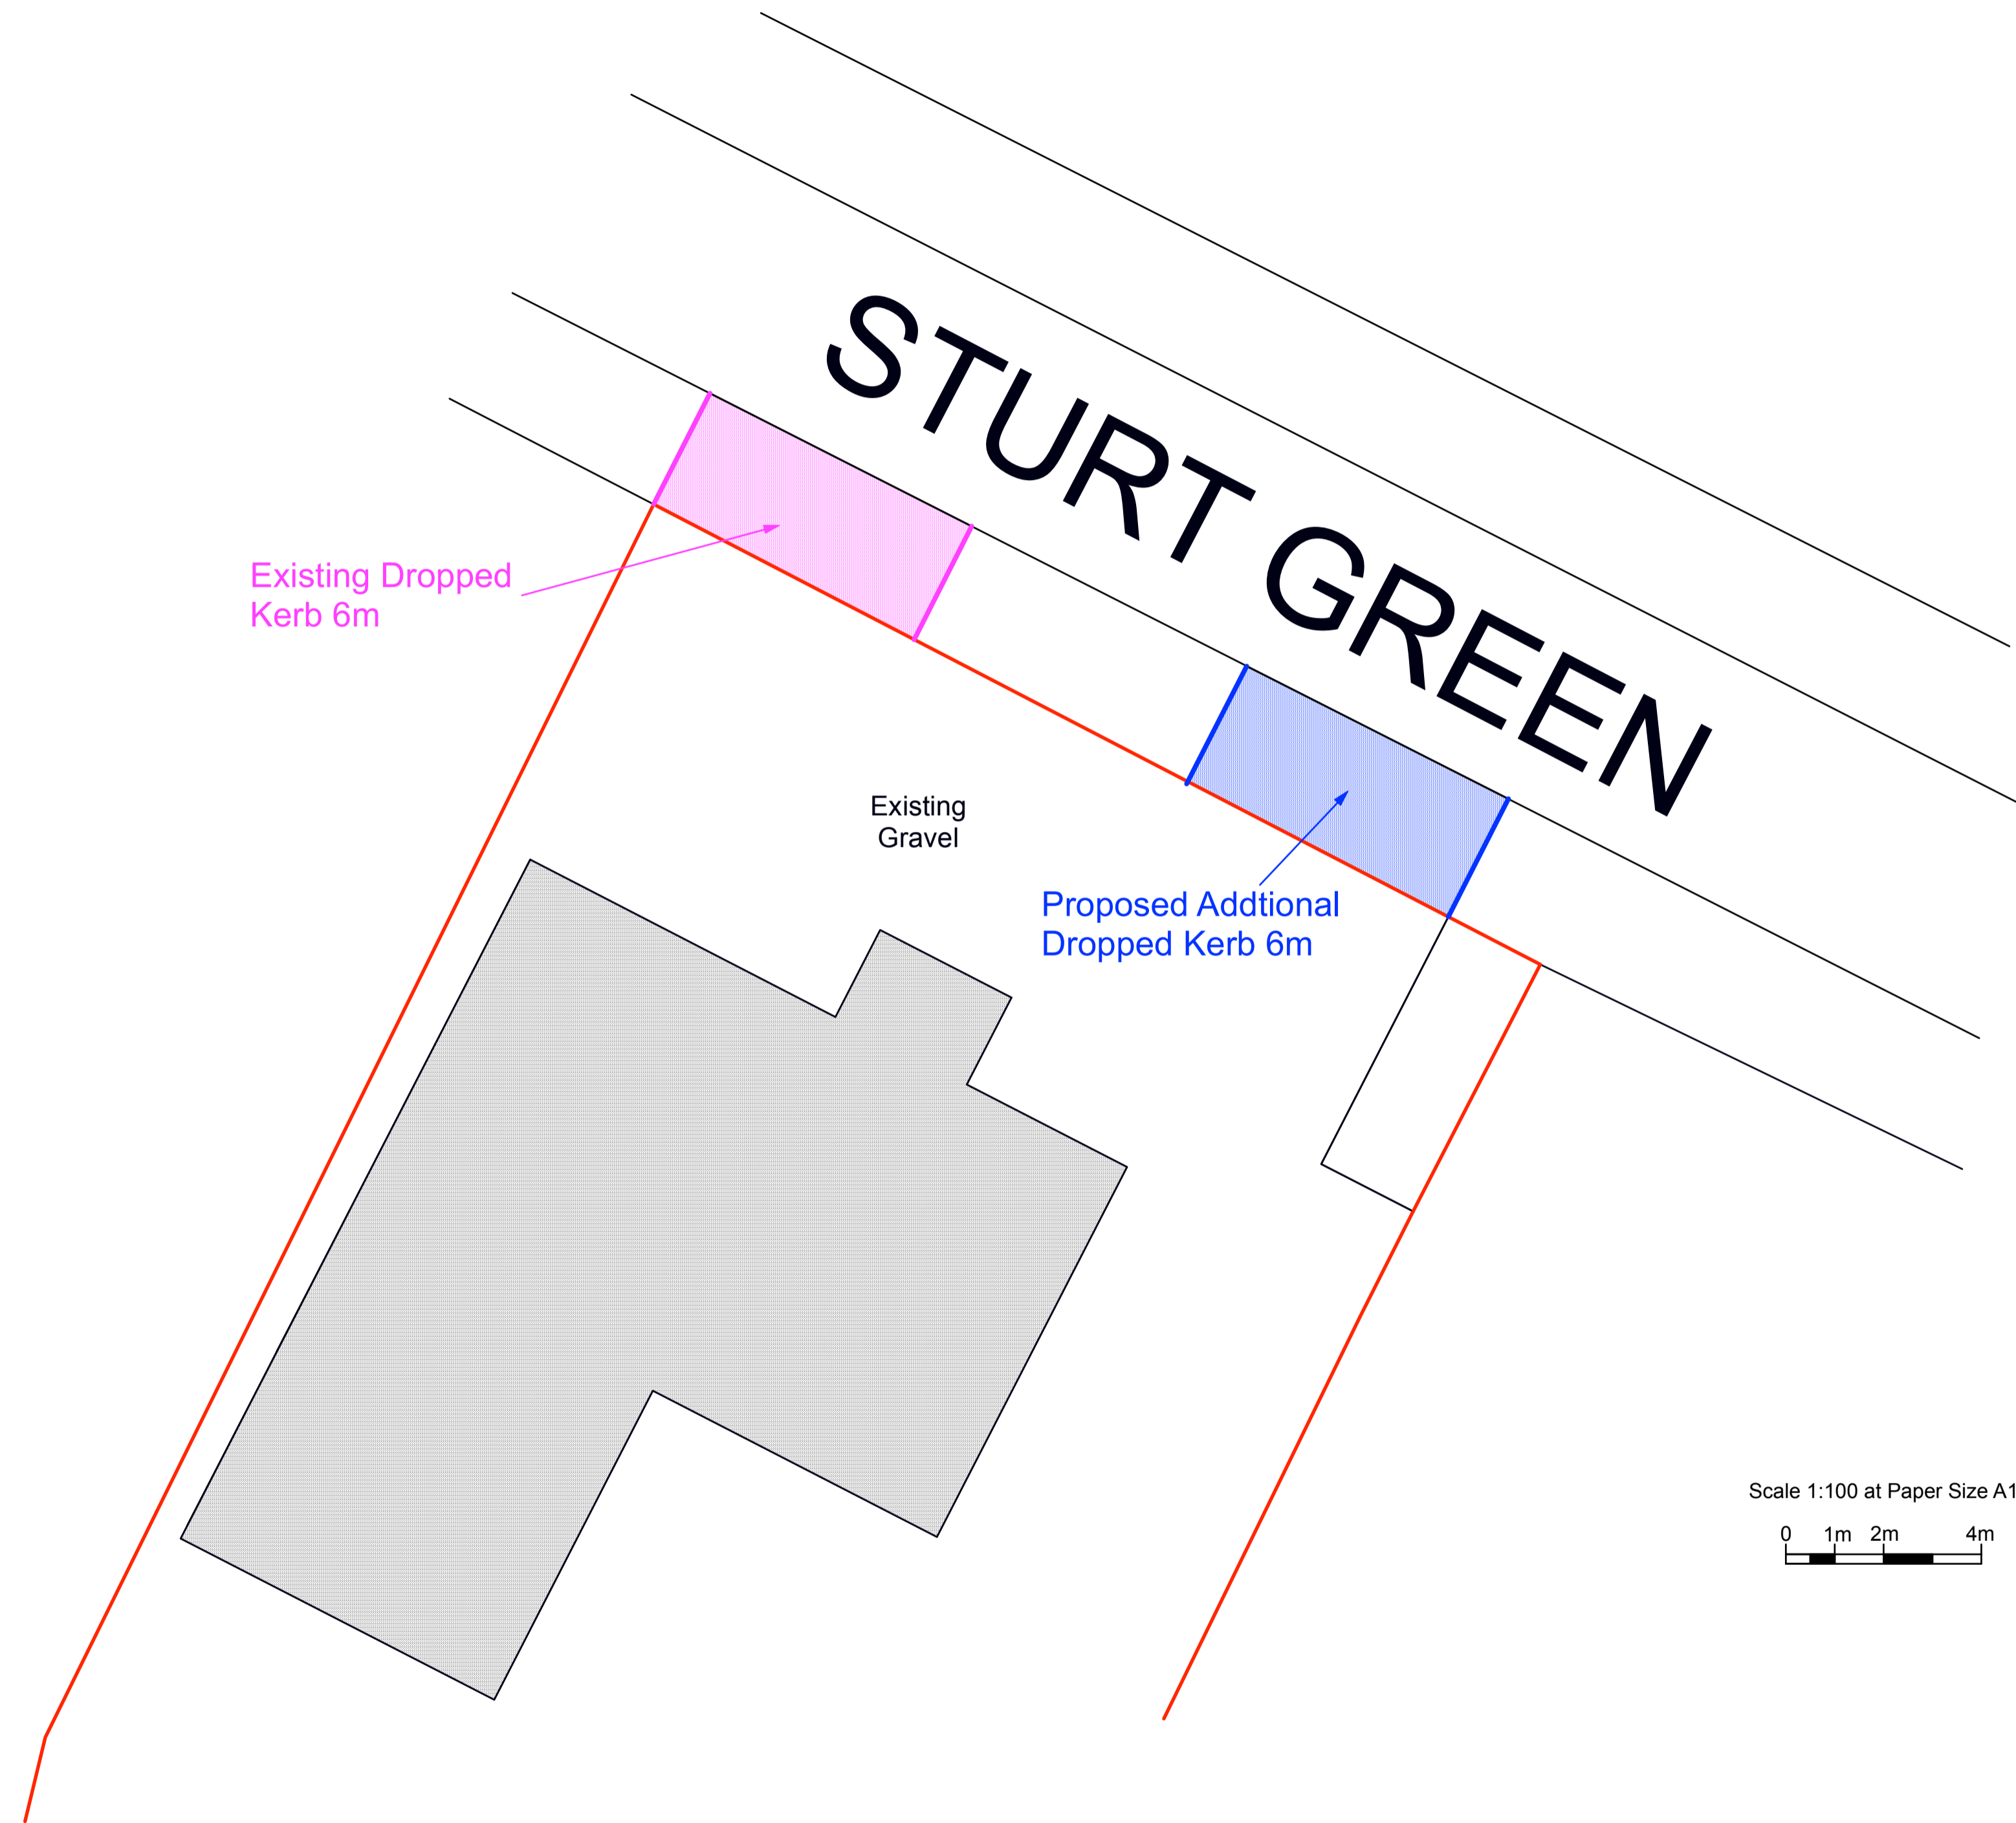 STURT GREEN
Existing Dropped
Kerb 6m
Existing
Gravel
Proposed Addtional
Dropped Kerb 6m
Scale 1:100 at Paper Size A1
0 1m 2m 4m